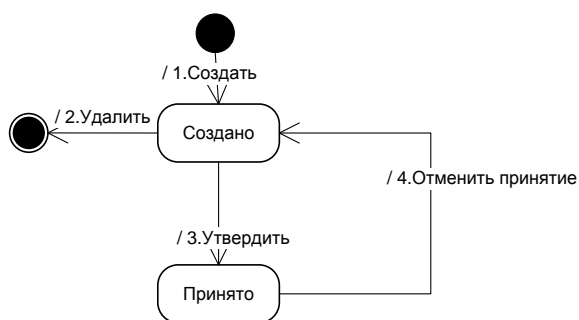 / 1.Создать
/ 2.Удалить
Создано
/ 4.Отменить принятие
/ 3.Утвердить
Принято